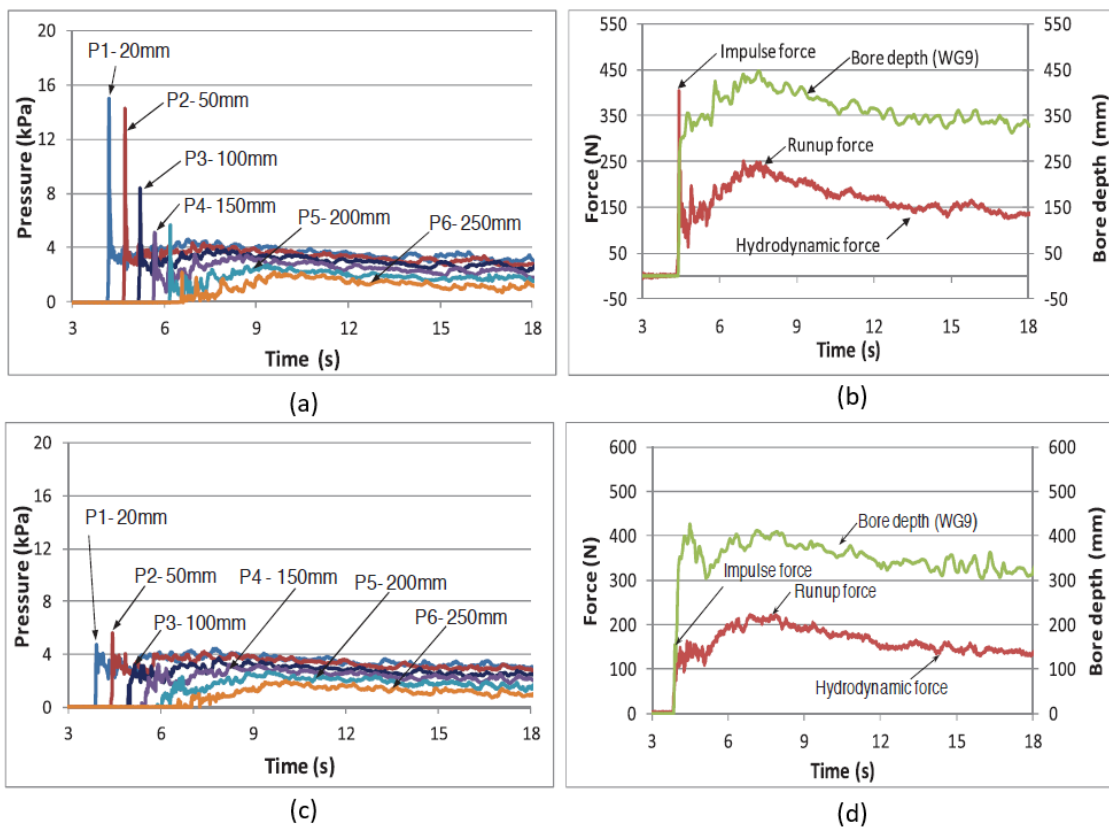 20
16
12
8
4
0
Pressure (kPa)
P1- 20mm
P2- 50mm
P3- 100mm
P4- 150mm
P5- 200mm
P6- 250mm
3 6 9 12 15 18
Time (s)
(a)
550
450
350
250
150
50
-50
Force (N)
Impulse force
Bore depth (WG9)
Runup force
Hydrodynamic force
550
450
350
250
150
50
-50
Bore depth (mm)
3 6 9 12 15 18
Time (s)
(b)
20
16
12
8
4
0
Pressure (kPa)
P1- 20mm
P2- 50mm
P3- 100mm
P4 - 150mm
P5- 200mm
P6- 250mm
3 6 9 12 15 18
Time (s)
(c)
600
500
400
300
200
100
0
Force (N)
Bore depth (WG9)
Impulse force
Runup force
Hydrodynamic force
600
500
400
300
200
100
0
Bore depth (mm)
3 6 9 12 15 18
Time (s)
(d)